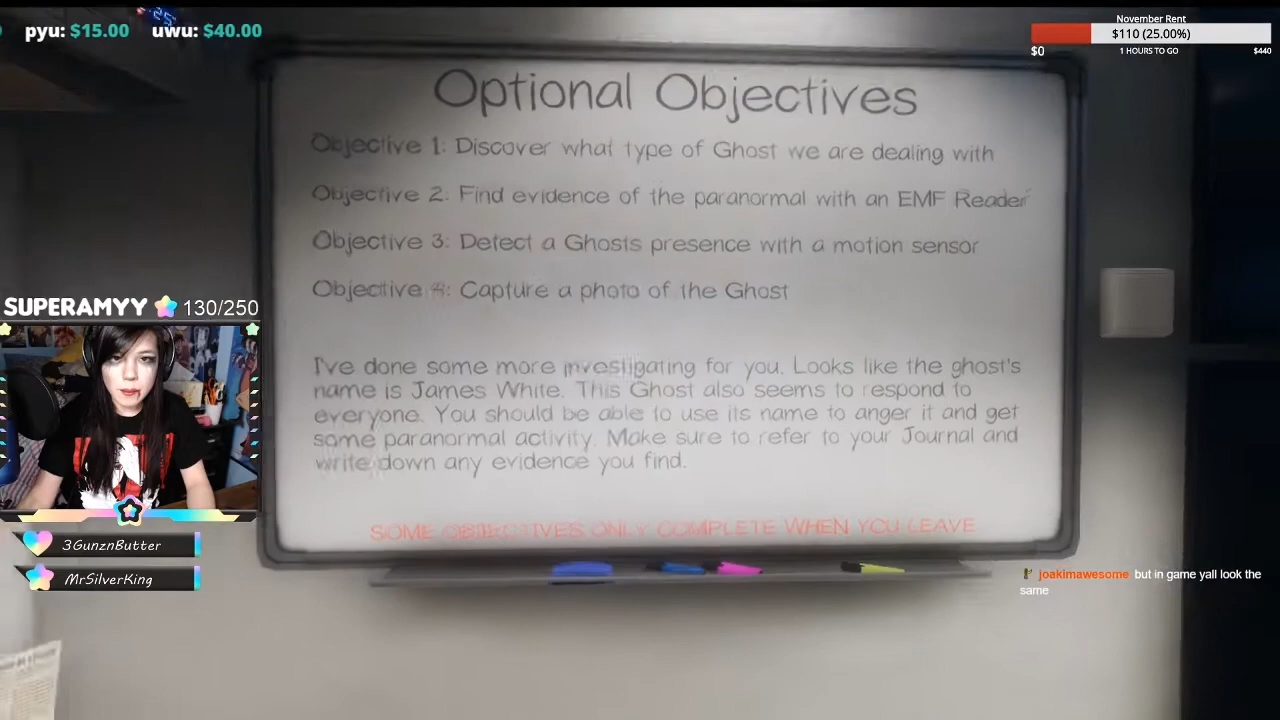 pyu: $15.00 uwu: $40.00
November Rent
$110 (25.00%)
$0 1 HOURS TO GO $440
Optional Objectives
Objective 1: Discover what type of Ghost we are dealing with
Objective 2: Find evidence of the paranormal with an EMF Reader
Objective 3: Detect a Ghosts presence with a motion sensor
Objective 4: Capture a photo of the Ghost
I've done some more investigating for you. Looks like the ghost's
name is James White. This Ghost also seems to respond to
everyone. You should be able to use its name to anger it and get
some paranormal activity. Make sure to refer to your Journal and
write down any evidence you find.
SOME OBJECTIVES ONLY COMPLETE WHEN YOU LEAVE
SUPERAMYY 130/250
3GunznButter
MrSilverKing
joakimawesome but in game yall look the
same